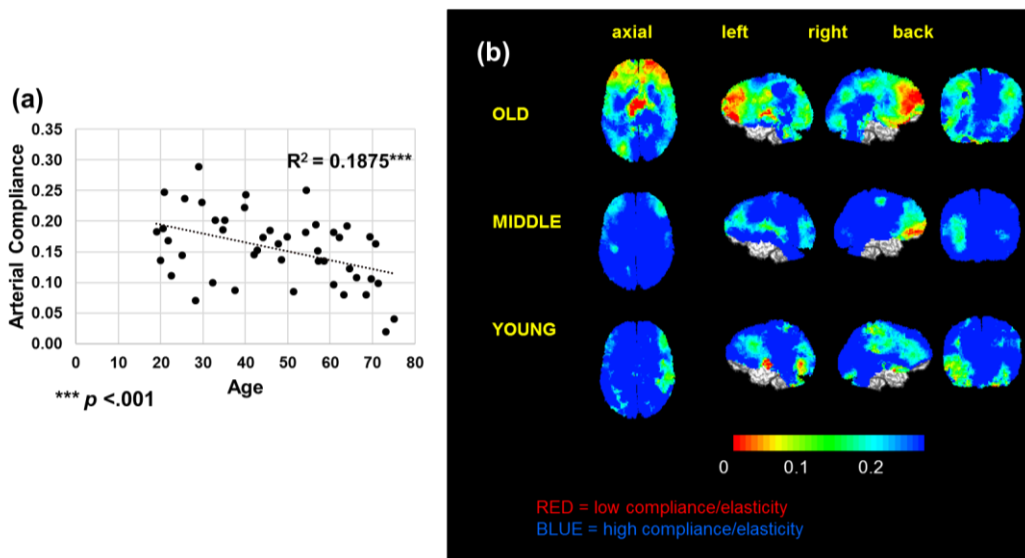 (a)
R² = 0.1875***
Arterial Compliance
0.35
0.30
0.25
0.20
0.15
0.10
0.05
0.00
0 10 20 30 40 50 60 70 80
Age
*** p <.001
(b)
axial left right back
OLD
MIDDLE
YOUNG
0 0.1 0.2
RED = low compliance/elasticity
BLUE = high compliance/elasticity